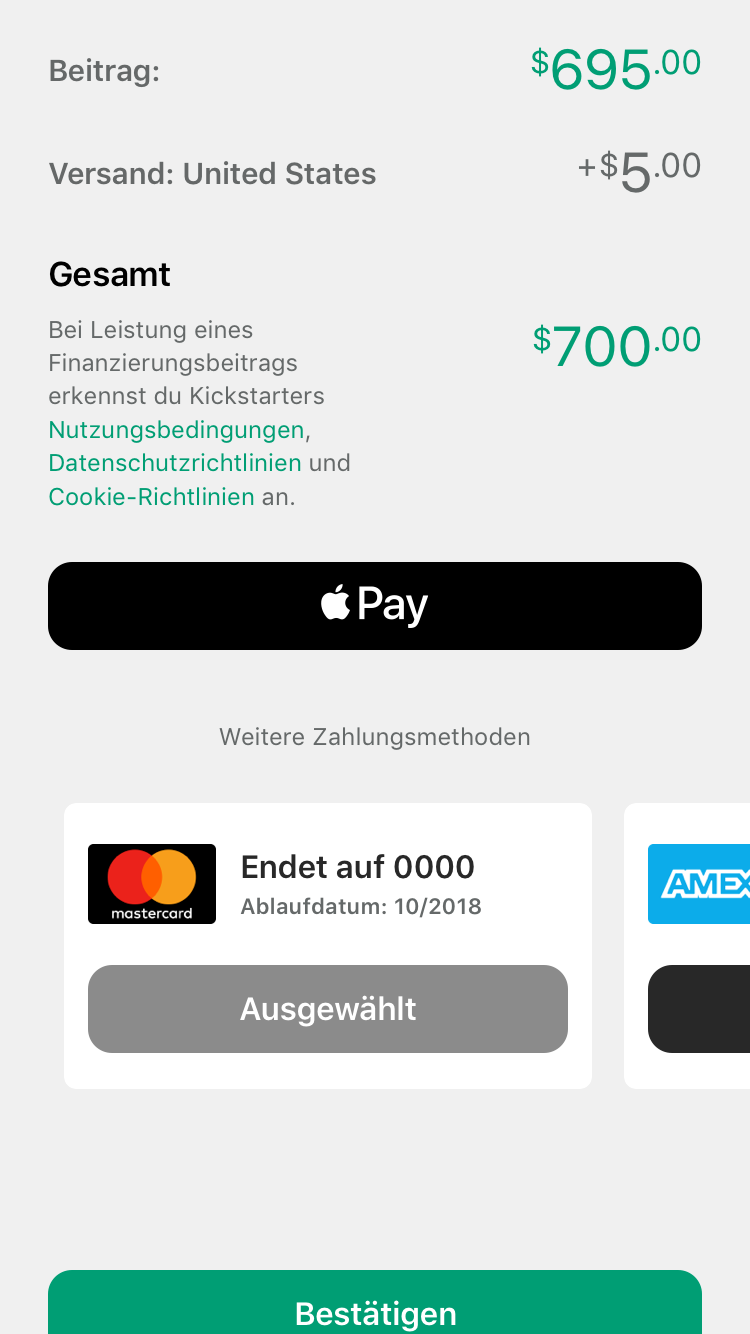 Beitrag: $695.00
Versand: United States +$5.00
Gesamt
Bei Leistung eines
Finanzierungsbeitrags
erkennst du Kickstarters
Nutzungsbedingungen,
Datenschutzrichtlinien und
Cookie-Richtlinien an.
$700.00
Pay
Weitere Zahlungsmethoden
mastercard
Endet auf 0000
Ablaufdatum: 10/2018
Ausgewählt
AMEX
Bestätigen